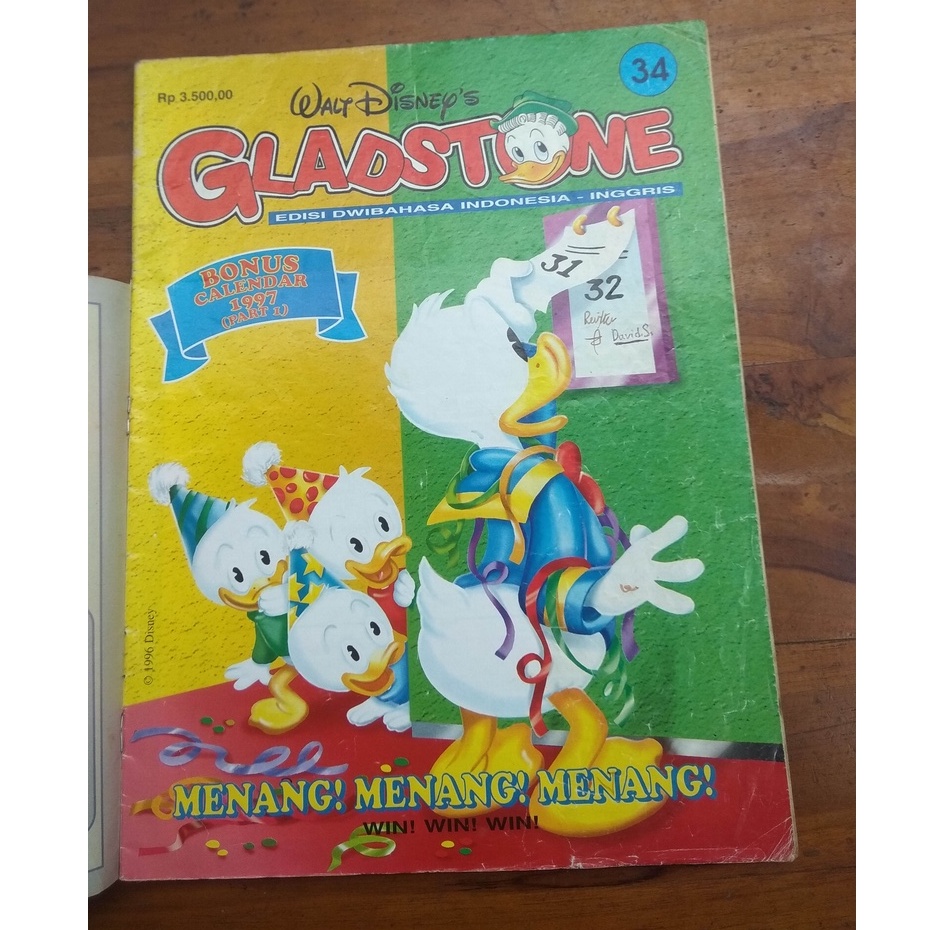 34
Rp 3.500,00
WALT DISNEY'S
GLADSTONE
EDISI DWIBAHASA INDONESIA - INGGRIS
BONUS
CALENDAR
1997
(PART 1)
31
32
DavidS.
© 1996 Disney
MENANG! MENANG! MENANG!
WIN! WIN! WIN!